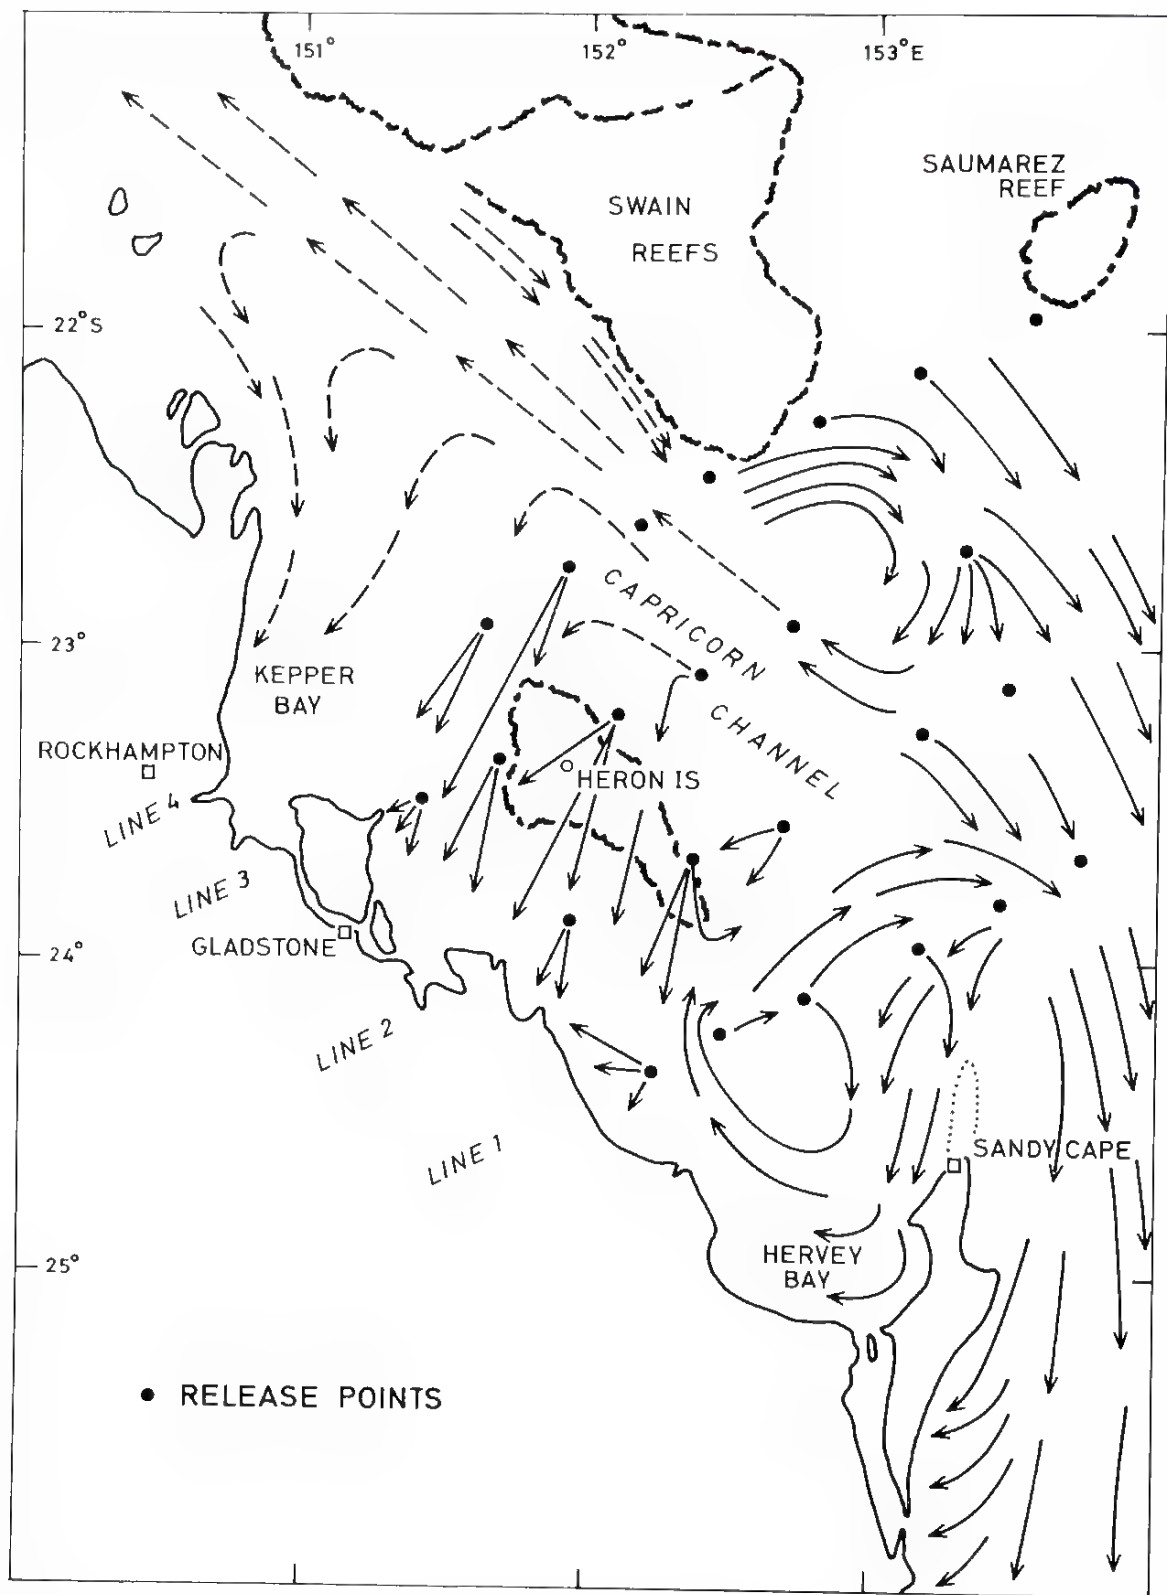 151°
152°
153°E
SAUMAREZ
REEF
SWAIN
REEFS
22°S
CAPRICORN
CHANNEL
23°
KEPPER
BAY
ROCKHAMPTON
HERON IS
LINE 4
LINE 3
GLADSTONE
24°
LINE 2
LINE 1
SANDY CAPE
HERVEY
BAY
25°
RELEASE POINTS